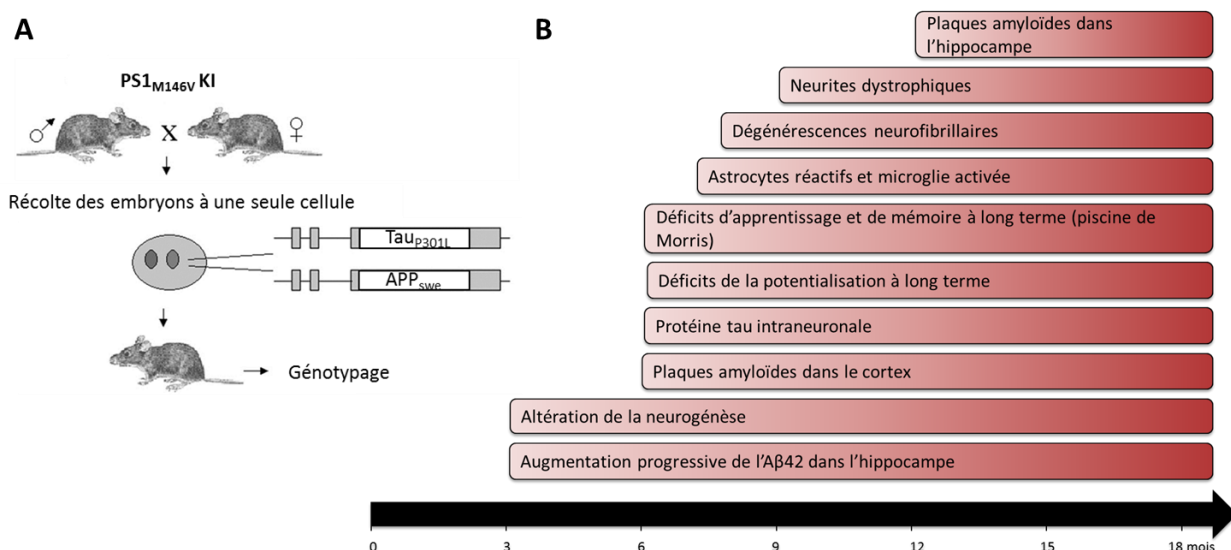 A
PS1M146V KI
♂ X ♀
Récolte des embryons à une seule cellule
TauP301L
APPswe
Génotypage
B
Plaques amyloïdes dans
l'hippocampe
Neurites dystrophiques
Dégénérescences neurofibrillaires
Astrocytes réactifs et microglie activée
Déficits d'apprentissage et de mémoire à long terme (piscine de
Morris)
Déficits de la potentialisation à long terme
Protéine tau intraneuronale
Plaques amyloïdes dans le cortex
Altération de la neurogénèse
Augmentation progressive de l'Aβ42 dans l'hippocampe
0 3 6 9 12 15 18 mois